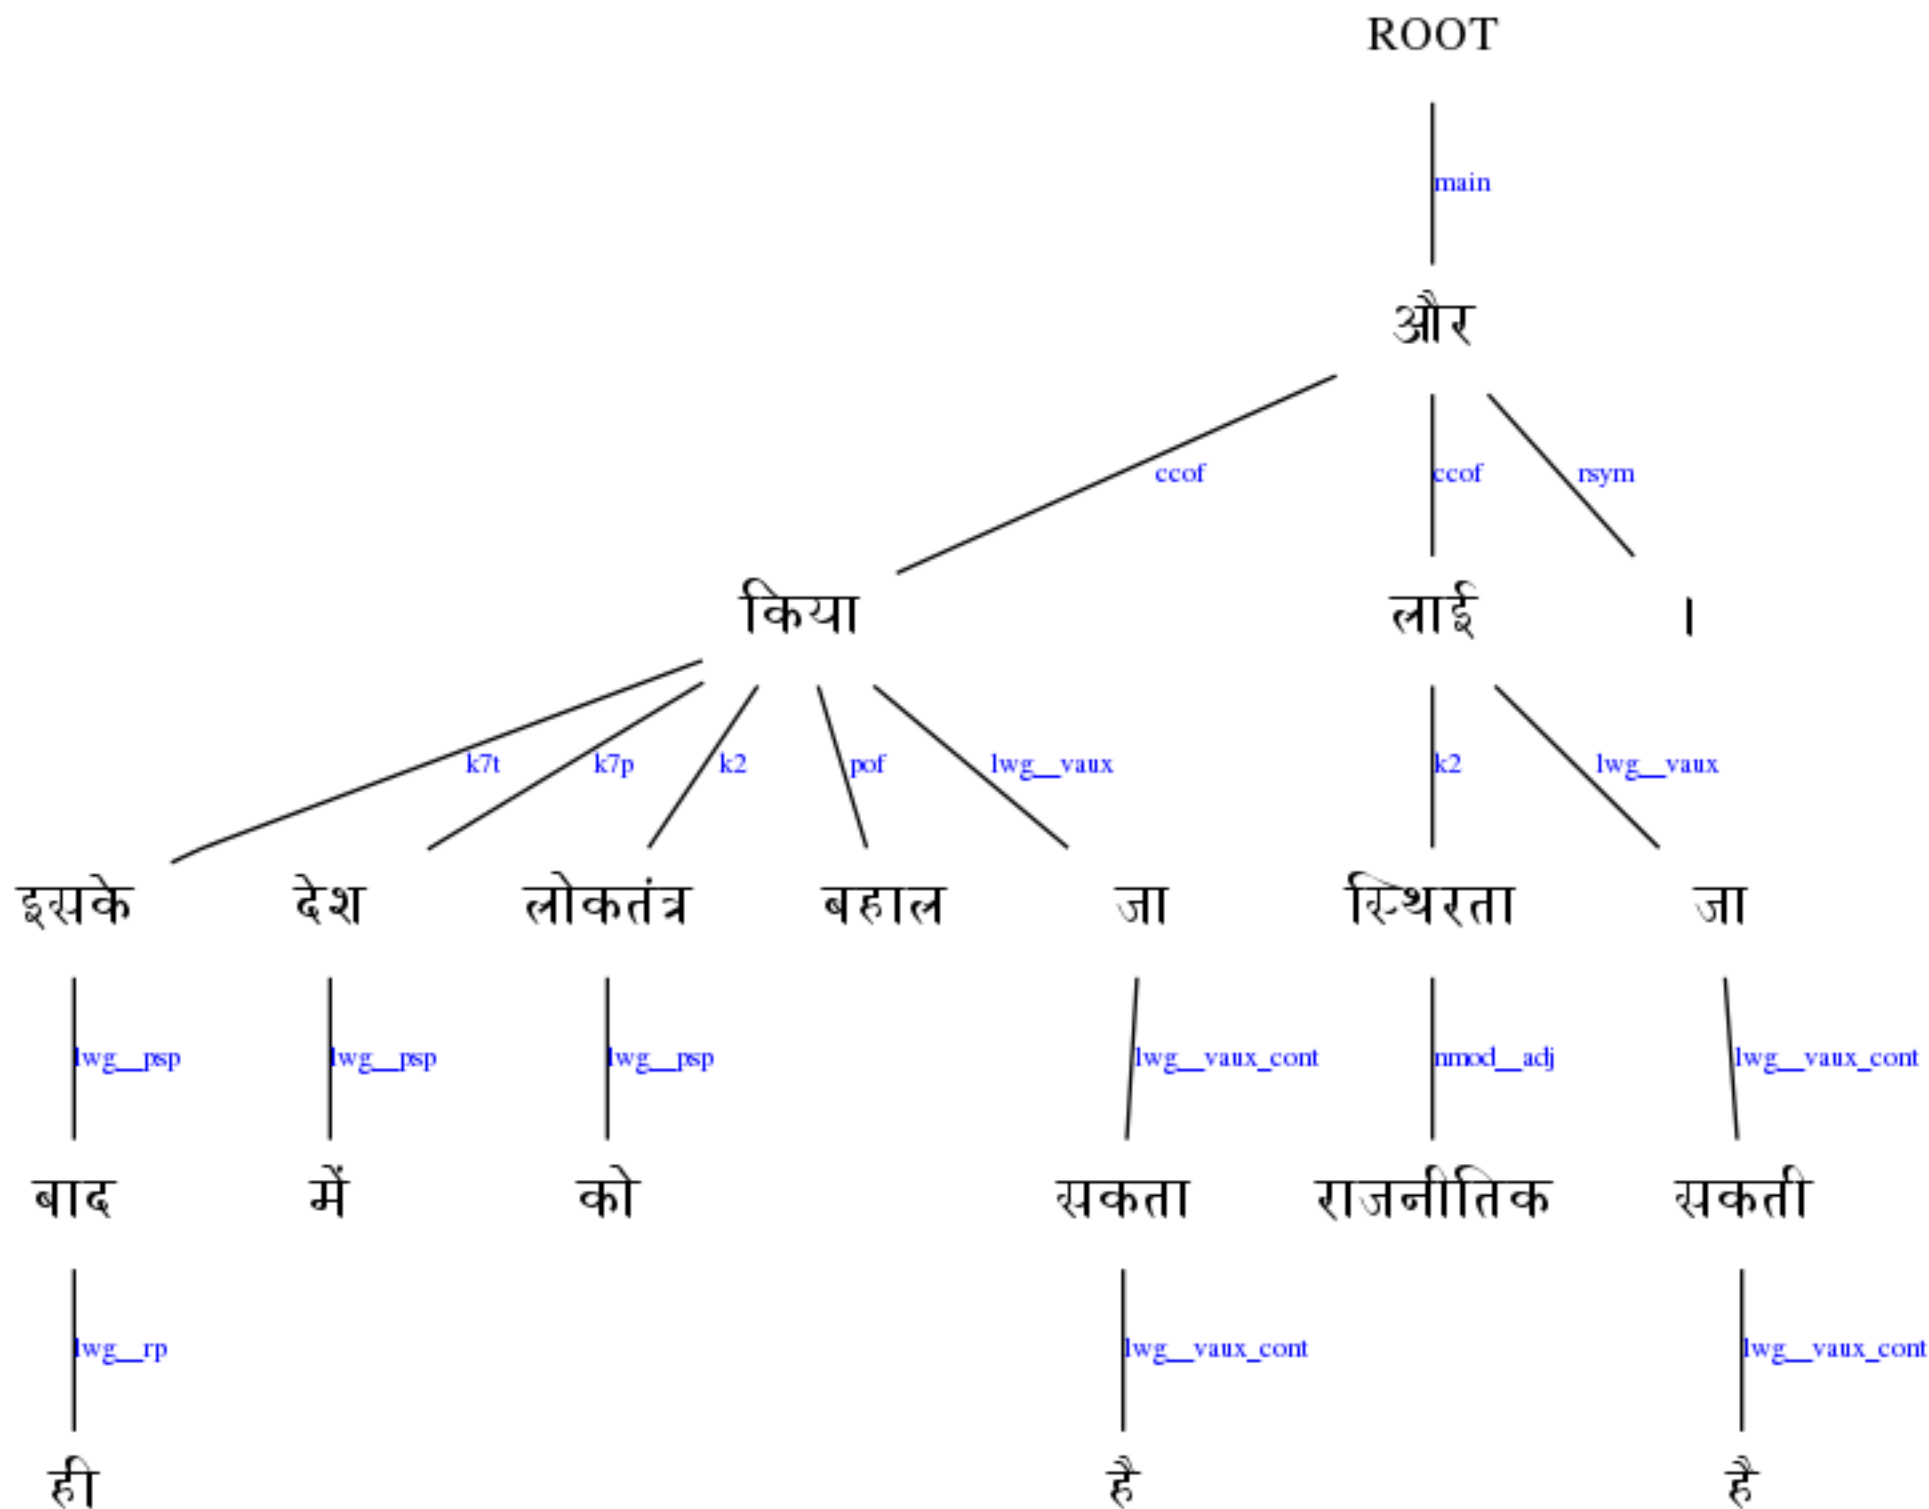 ROOT
main
और
ccof ccof rsym
किया लाई ।
k7t k7p k2 pof lwg__vaux k2 lwg__vaux
इसके देश लोकतंत्र बहाल जा स्थिरता जा
lwg__psp lwg__psp lwg__psp lwg__vaux_cont nmod__adj lwg__vaux_cont
बाद में को सकता राजनीतिक सकती
lwg__rp lwg__vaux_cont lwg__vaux_cont
ही है है